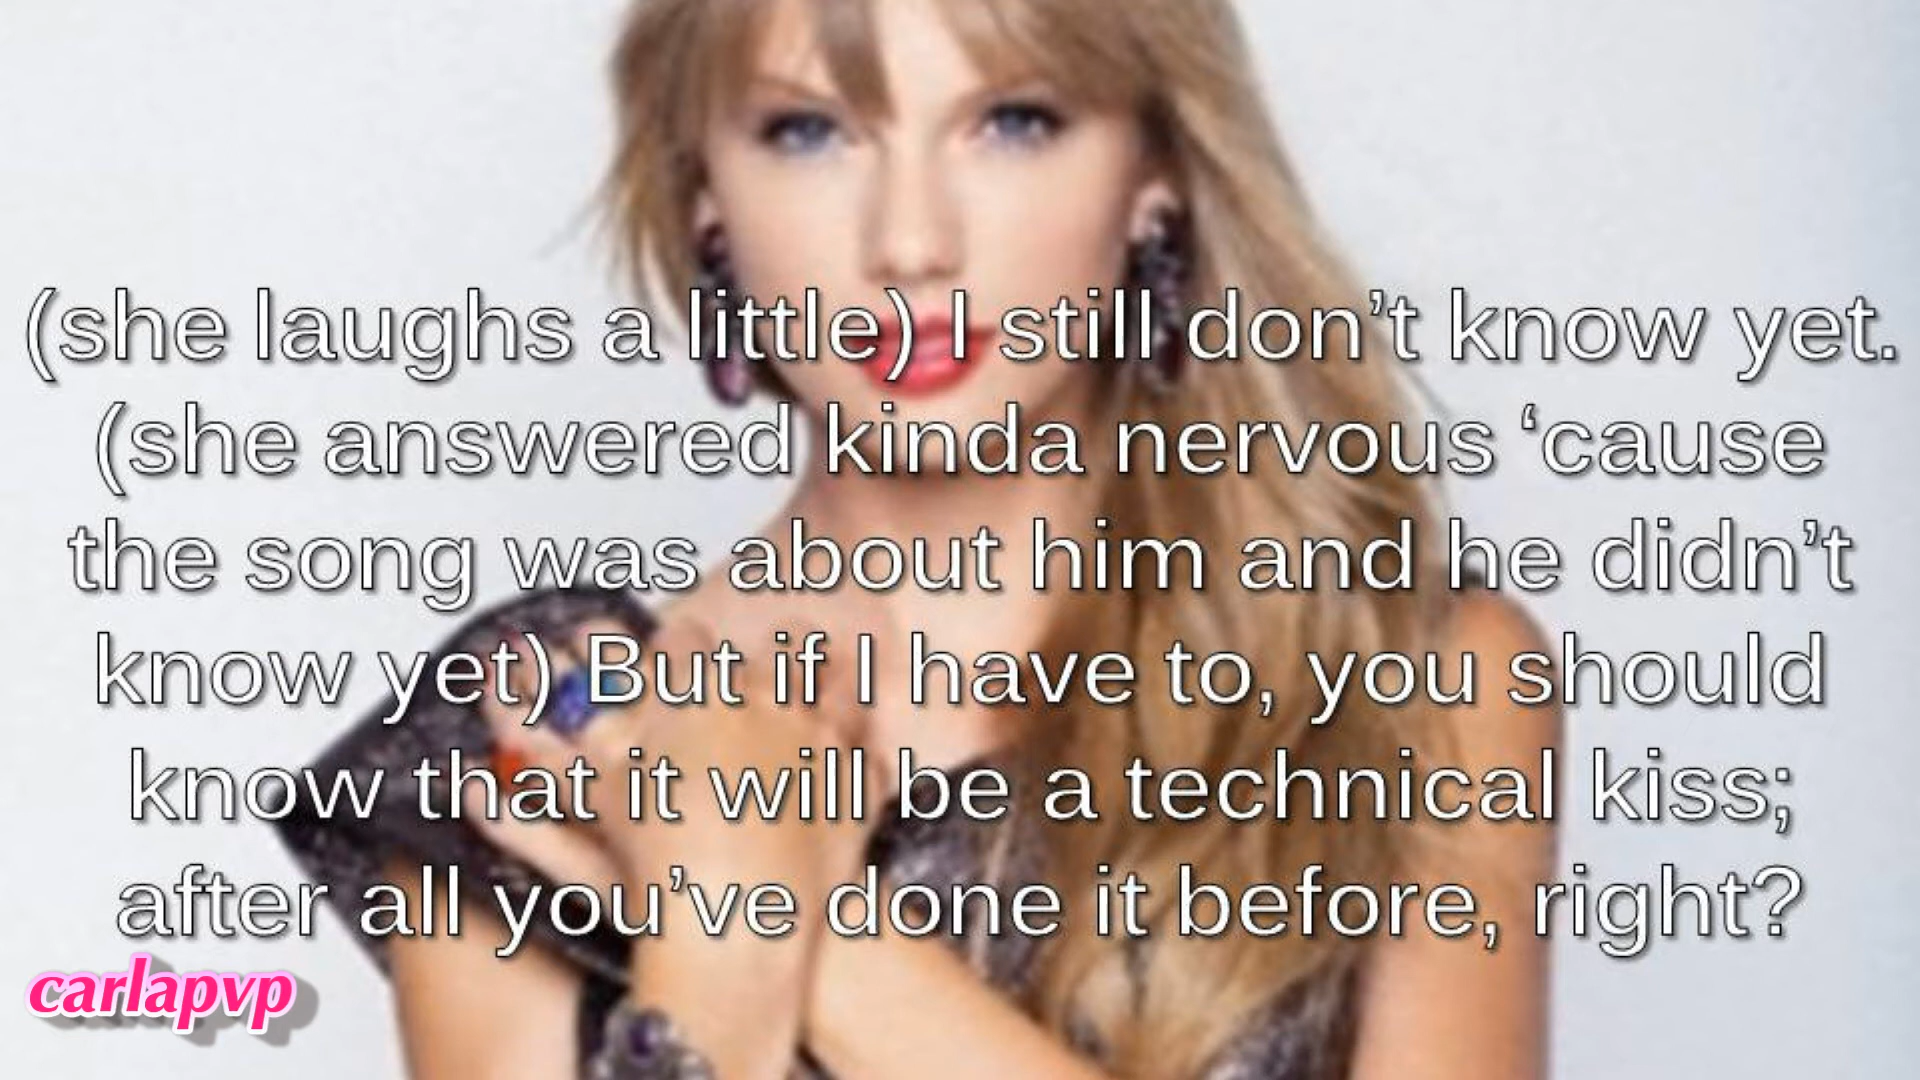 (she laughs a little) I still don’t know yet.
(she answered kinda nervous ‘cause
the song was about him and he didn’t
know yet) But if I have to, you should
know that it will be a technical kiss;
after all you’ve done it before, right?
carlapvp